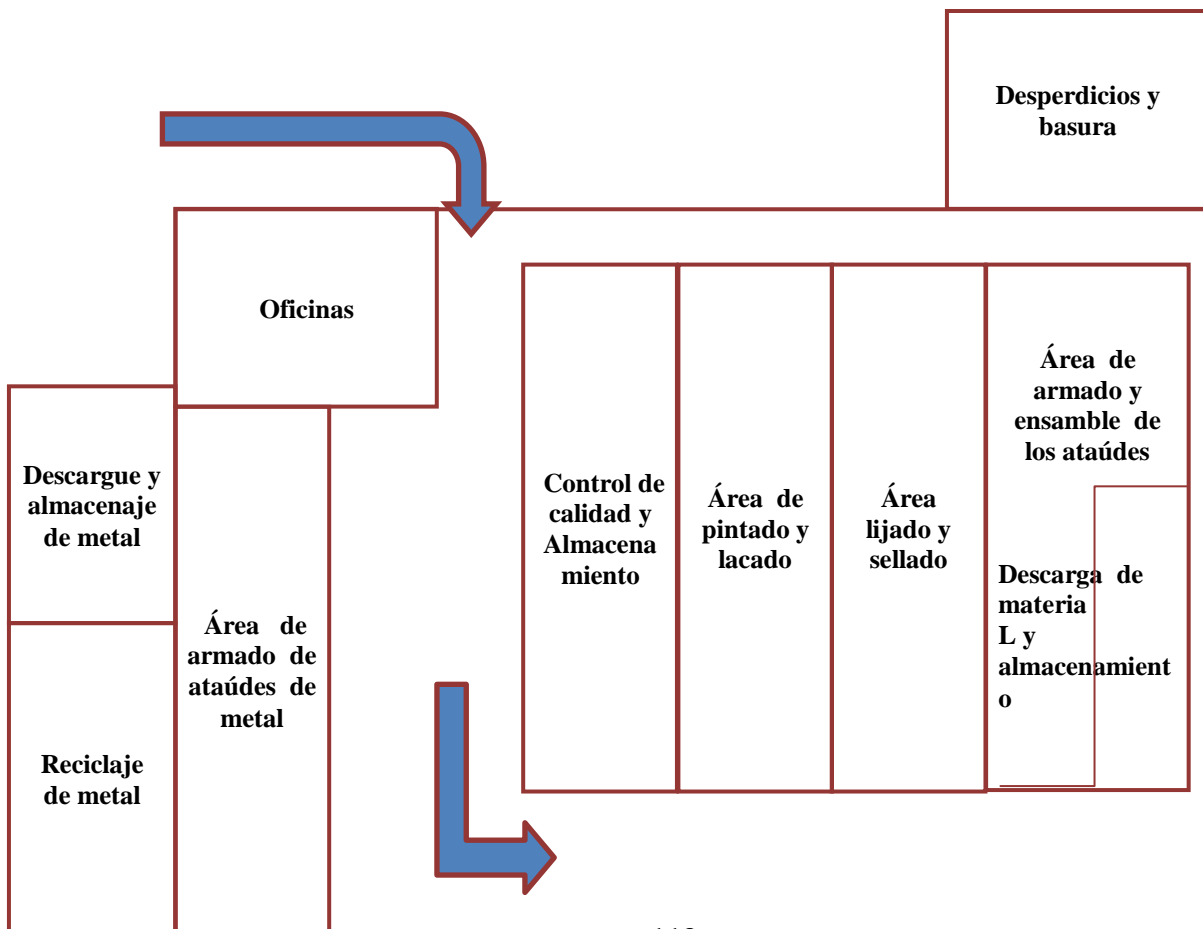 Desperdicios y
basura
Oficinas
Área de
armado y
ensamble de
los ataúdes
Descargue y
almacenaje
de metal
Control de
calidad y
Almacena
miento
Área de
pintado y
lacado
Área
lijado y
sellado
Descarga de
materia
L y
almacenamient
o
Área de
armado de
ataúdes de
metal
Reciclaje
de metal